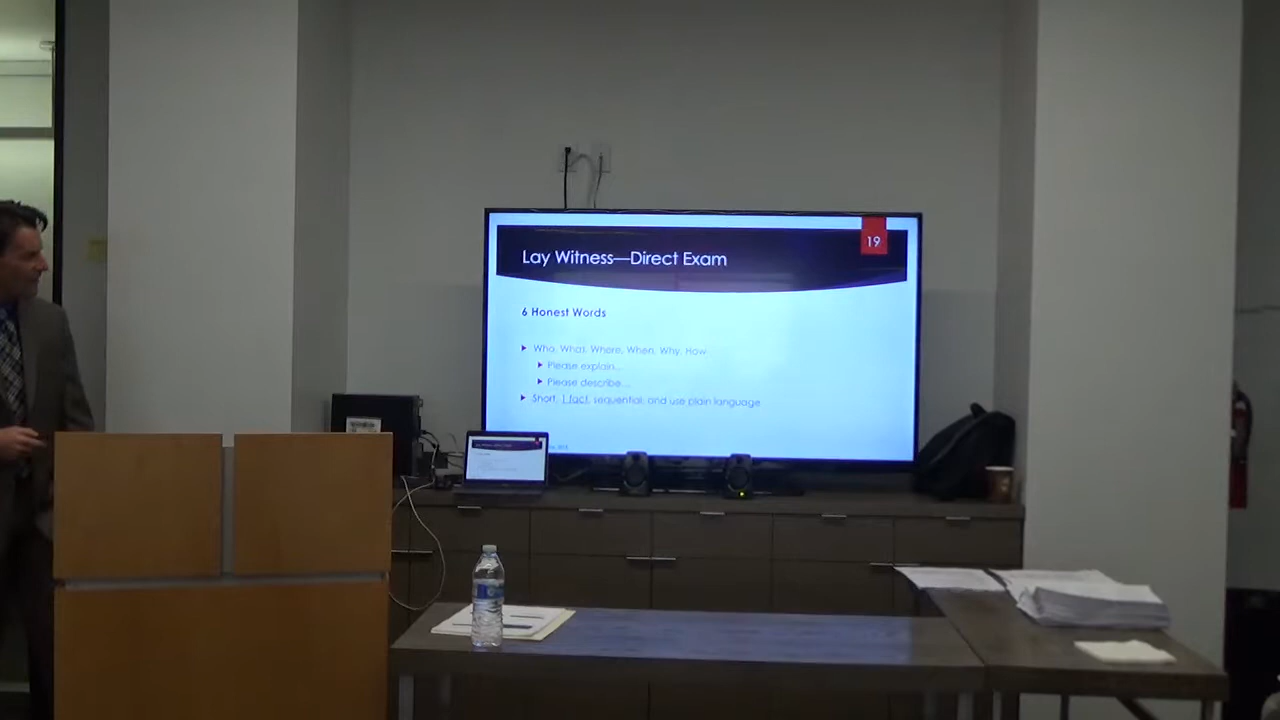 19
Lay Witness—Direct Exam
6 Honest Words
Who, What, Where, When, Why, How
Please explain...
Please describe...
Short, 1 fact, sequential, and use plain language